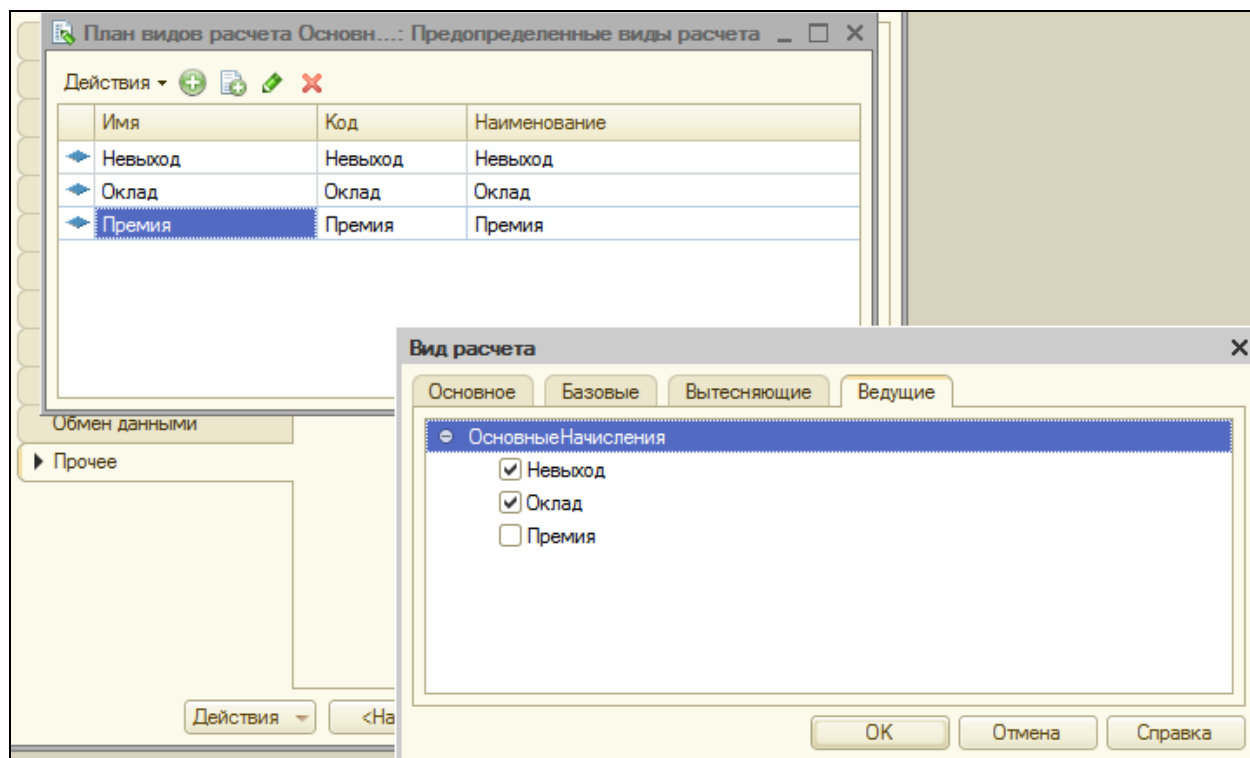 План видов расчета Основн...: Предопределенные виды расчета
Действия
Имя Код Наименование
Невыход Невыход Невыход
Оклад Оклад Оклад
Премия Премия Премия
Обмен данными
Прочее
Действия <На
Вид расчета
Основное Базовые Вытесняющие Ведущие
ОсновныеНачисления
Невыход
Оклад
Премия
OK Отмена Справка